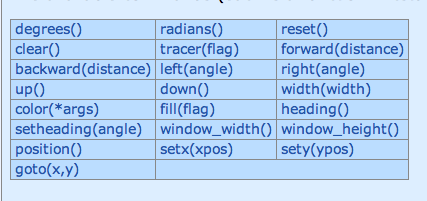 degrees() radians() reset()
clear() tracer(flag) forward(distance)
backward(distance) left(angle) right(angle)
up() down() width(width)
color(*args) fill(flag) heading()
setheading(angle) window_width() window_height()
position() setx(xpos) sety(ypos)
goto(x,y)